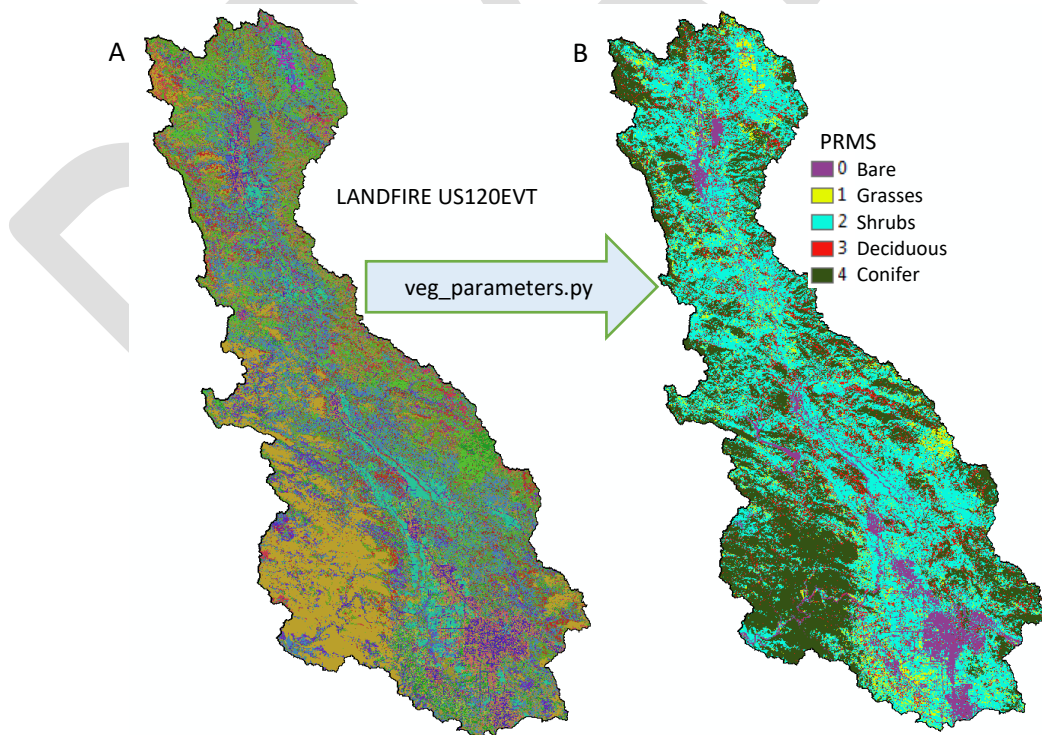 A
B
LANDFIRE US120EVT
veg_parameters.py
PRMS
0 Bare
1 Grasses
2 Shrubs
3 Deciduous
4 Conifer